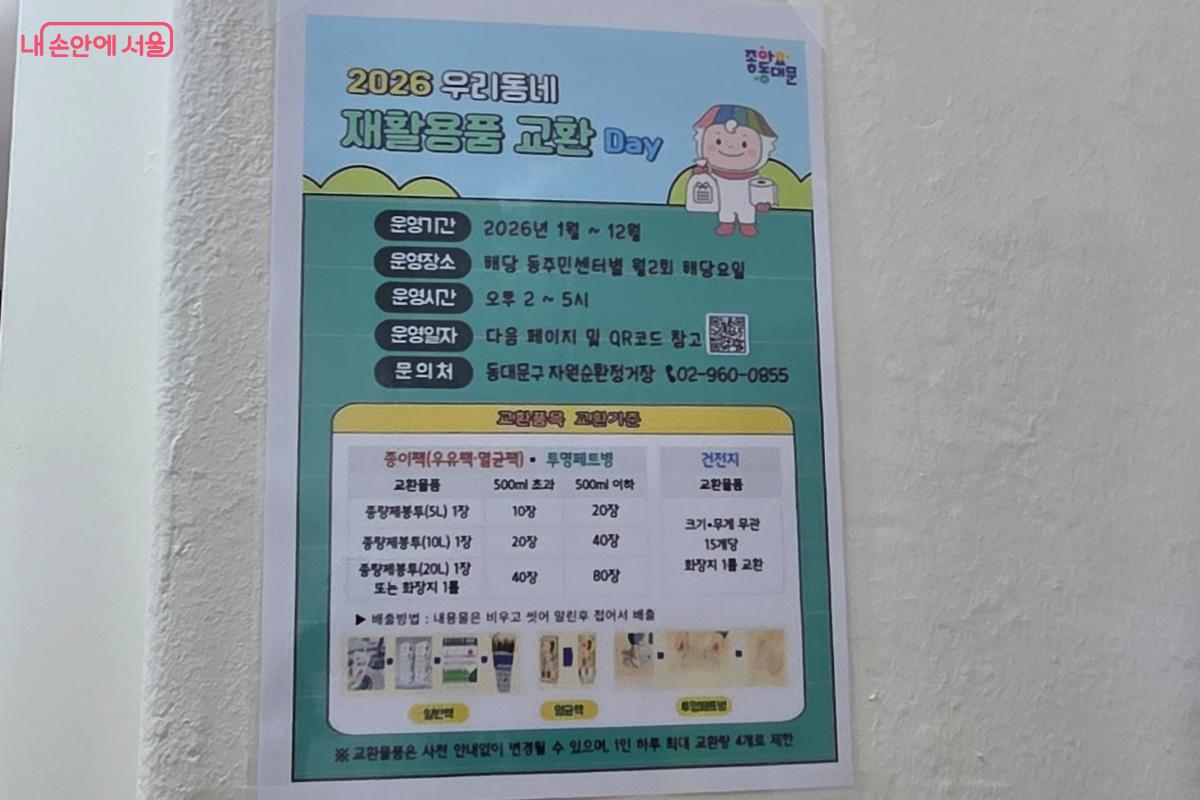 내 손안에 서울
좋아요
동대문
2026 우리동네
재활용품 교환 Day
운영기간 2026년 1월 ~ 12월
운영장소 해당 동주민센터별 월2회 해당요일
운영시간 오후 2 ~ 5시
운영일자 다음 페이지 및 QR코드 참고
문의처 동대문구 자원순환정거장 02-960-0855
교환품목 교환기준
종이팩(우유팩·멸균팩) · 투명페트병 건전지
교환물품 500ml 초과 500ml 이하 교환물품
종량제봉투(5L) 1장 10장 20장
크기·무게 무관
종량제봉투(10L) 1장 20장 40장
15개당
화장지 1롤 교환
종량제봉투(20L) 1장
또는 화장지 1롤 40장 80장
▶ 배출방법 : 내용물은 비우고 씻어 말린후 접어서 배출
일반팩 멸균팩 투명페트병
※ 교환물품은 사전 안내없이 변경될 수 있으며, 1인 하루 최대 교환량 4개로 제한